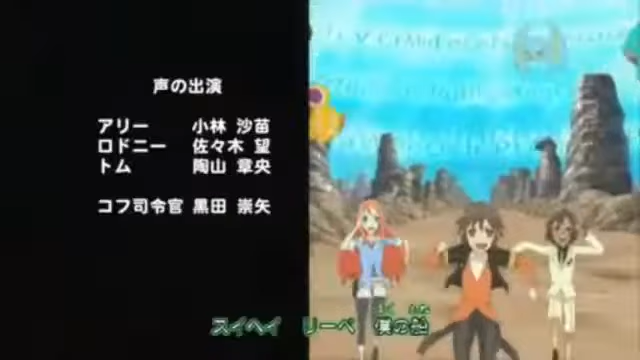 声の出演
アリー 小林 沙苗
ロドニー 佐々木 望
トム 陶山 章央
コフ司令官 黒田 崇矢
スイヘイ リーベ 僕の